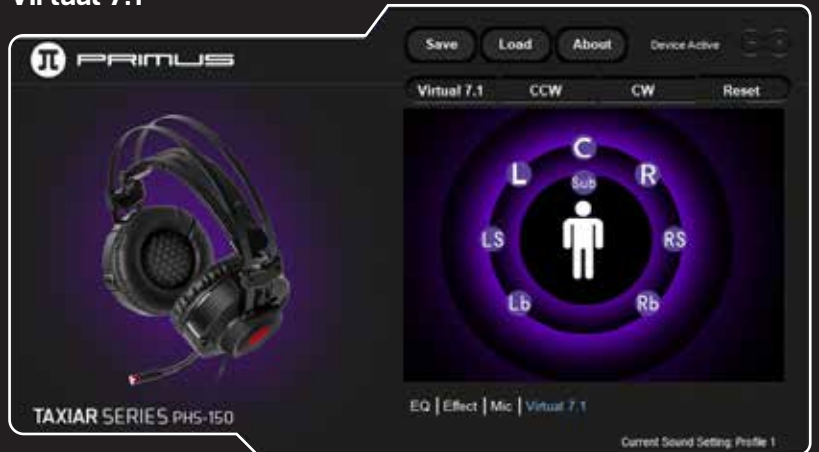 Virtual 7.1
PRIMUS
Save Load About Device Active
Virtual 7.1 CCW CW Reset
C
L R
Sub
LS RS
Lb Rb
EQ | Effect | Mic | Virtual 7.1
TAXIAR SERIES PHS-150
Current Sound Setting: Profile 1